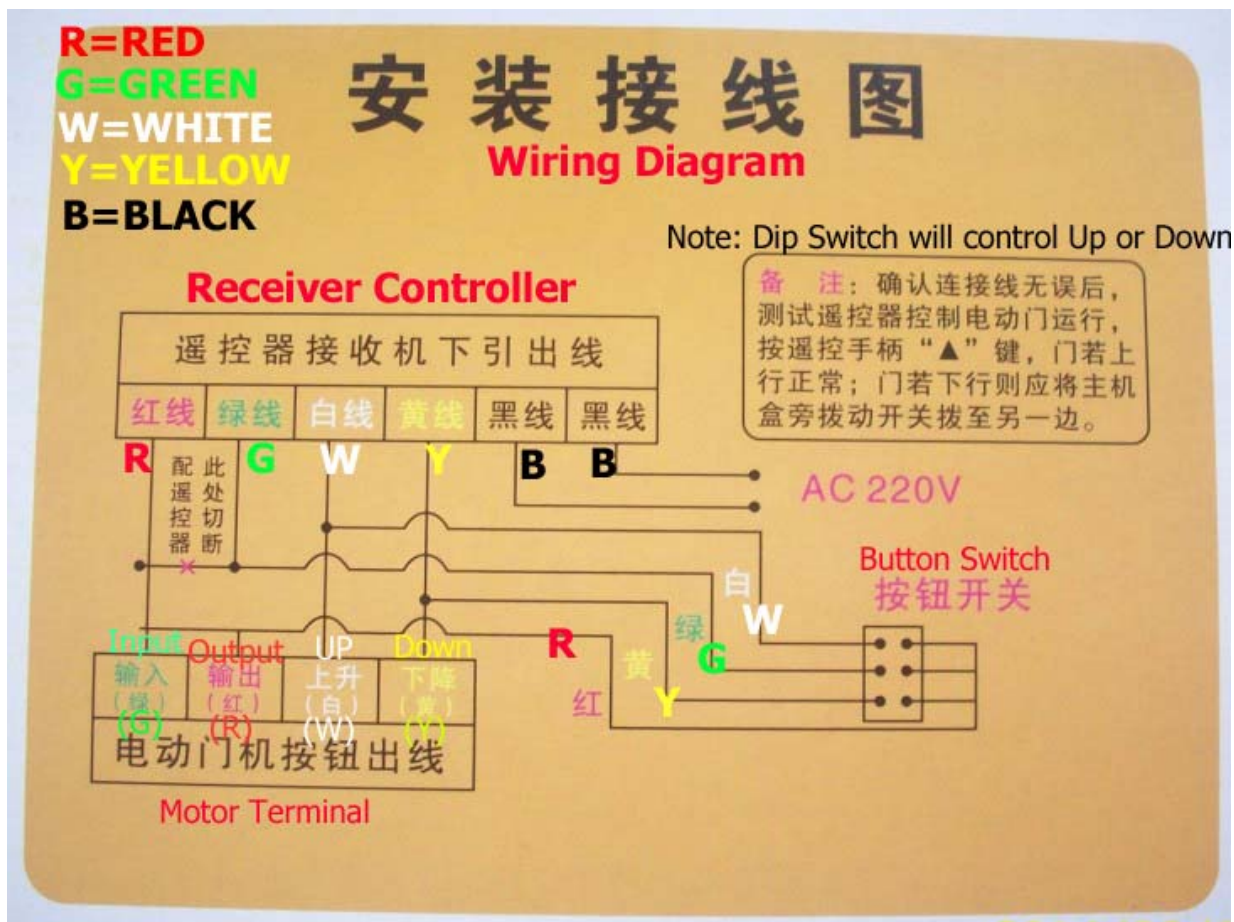 R=RED
G=GREEN
W=WHITE
Y=YELLOW
B=BLACK
安装接线图
Wiring Diagram
Note: Dip Switch will control Up or Down
备 注：确认连接线无误后，
测试遥控器控制电动门运行，
按遥控手柄“▲”键，门若上
行正常；门若下行则应将主机
盒旁拨动开关拨至另一边。
Receiver Controller
遥控器接收机下引出线
红线 绿线 白线 黄线 黑线 黑线
R G W Y B B
此处切断
配遥控器
AC 220V
Button Switch
按钮开关
白
W
绿
G
R
黄
Y
红
Input Output UP Down
输入 输出 上升 下降
(绿) (红) (白) (黄)
(G) (R) (W) (Y)
电动门机按钮出线
Motor Terminal